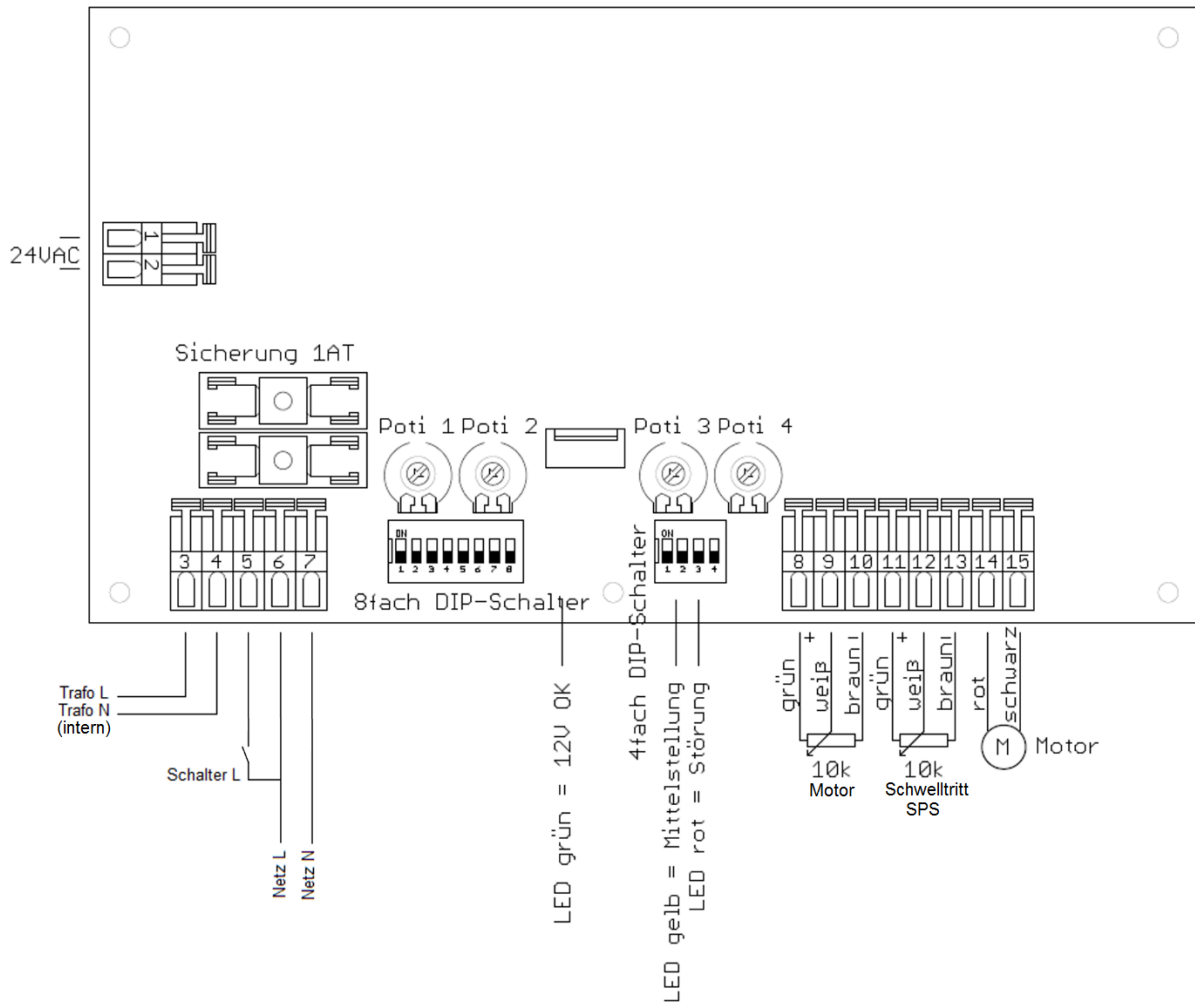 24VAC
1
2
Sicherung 1AT
Poti 1 Poti 2
Poti 3 Poti 4
3 4 5 6 7
ON
1 2 3 4 5 6 7 8
8fach DIP-Schalter
ON
1 2 3 4
4fach DIP-Schalter
8 9 10 11 12 13 14 15
Trafo L
Trafo N
(intern)
Schalter L
Netz L
Netz N
LED grün = 12V OK
LED gelb = Mittelstellung
LED rot = Störung
grün
+
weiß
braun
-
grün
+
weiß
braun
-
rot
schwarz
10k
Motor
10k
Schwelltritt
SPS
M
Motor